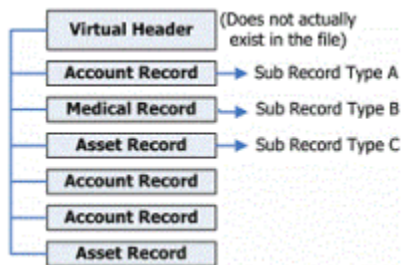 Virtual Header
(Does not actually
exist in the file)
Account Record
Sub Record Type A
Medical Record
Sub Record Type B
Asset Record
Sub Record Type C
Account Record
Account Record
Asset Record